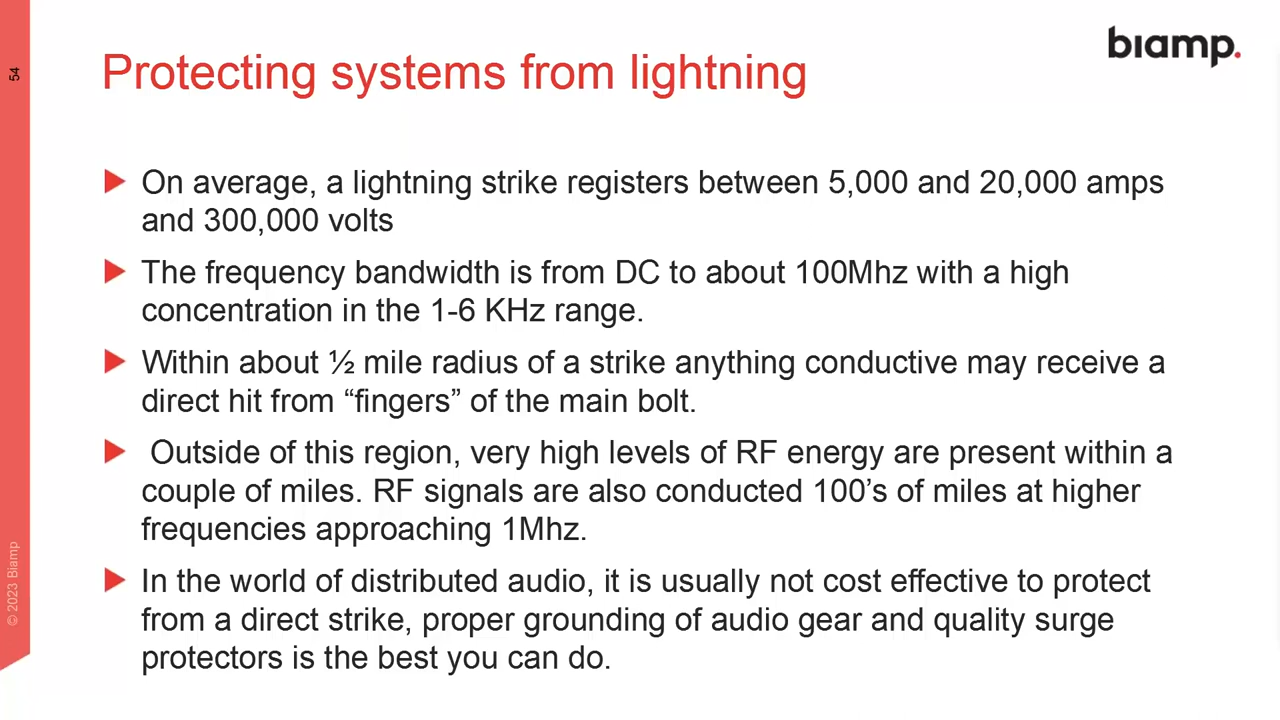 54
biamp.
Protecting systems from lightning
On average, a lightning strike registers between 5,000 and 20,000 amps
and 300,000 volts
The frequency bandwidth is from DC to about 100Mhz with a high
concentration in the 1-6 KHz range.
Within about ½ mile radius of a strike anything conductive may receive a
direct hit from “fingers” of the main bolt.
Outside of this region, very high levels of RF energy are present within a
couple of miles. RF signals are also conducted 100’s of miles at higher
frequencies approaching 1Mhz.
In the world of distributed audio, it is usually not cost effective to protect
from a direct strike, proper grounding of audio gear and quality surge
protectors is the best you can do.
© 2023 Biamp